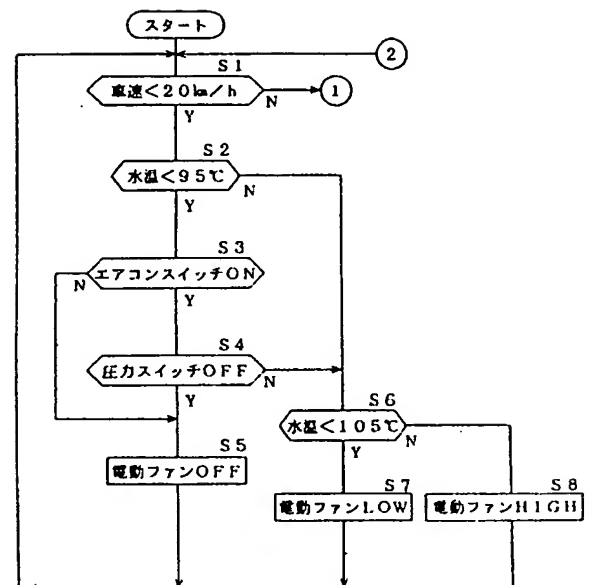 スタート
②
S1
車速<20km/h
N
①
Y
S2
水温<95℃
N
Y
S3
エアコンスイッチON
N
Y
S4
圧力スイッチOFF
N
Y
S6
水温<105℃
N
Y
S5
電動ファンOFF
S7
電動ファンLOW
S8
電動ファンHIGH